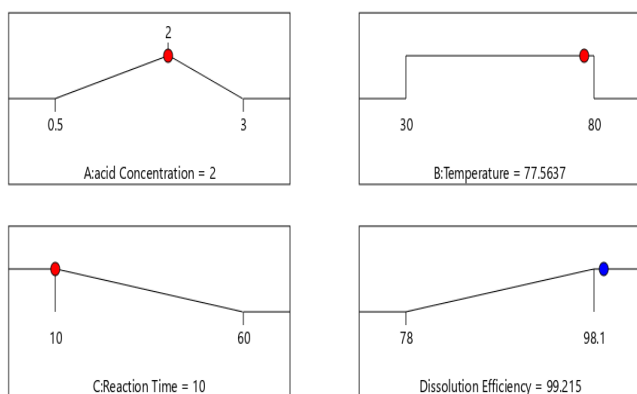 2
0.5
3
A:acid Concentration = 2
30
80
B:Temperature = 77.5637
10
60
C:Reaction Time = 10
78
98.1
Dissolution Efficiency = 99.215